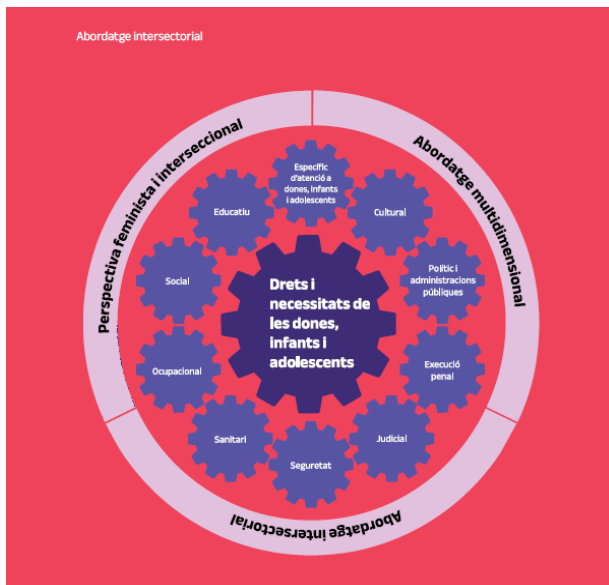 Abordatge intersectorial
Perspectiva feminista i interseccional
Abordatge multidimensional
Específic
d'atenció a
dones, infants
i adolescents
Educatiu
Cultural
Social
Polític i
administracions
públiques
Drets i
necessitats de
les dones,
infants i
adolescents
Ocupacional
Execució
penal
Sanitari
Judicial
Seguretat
Abordatge intersectorial